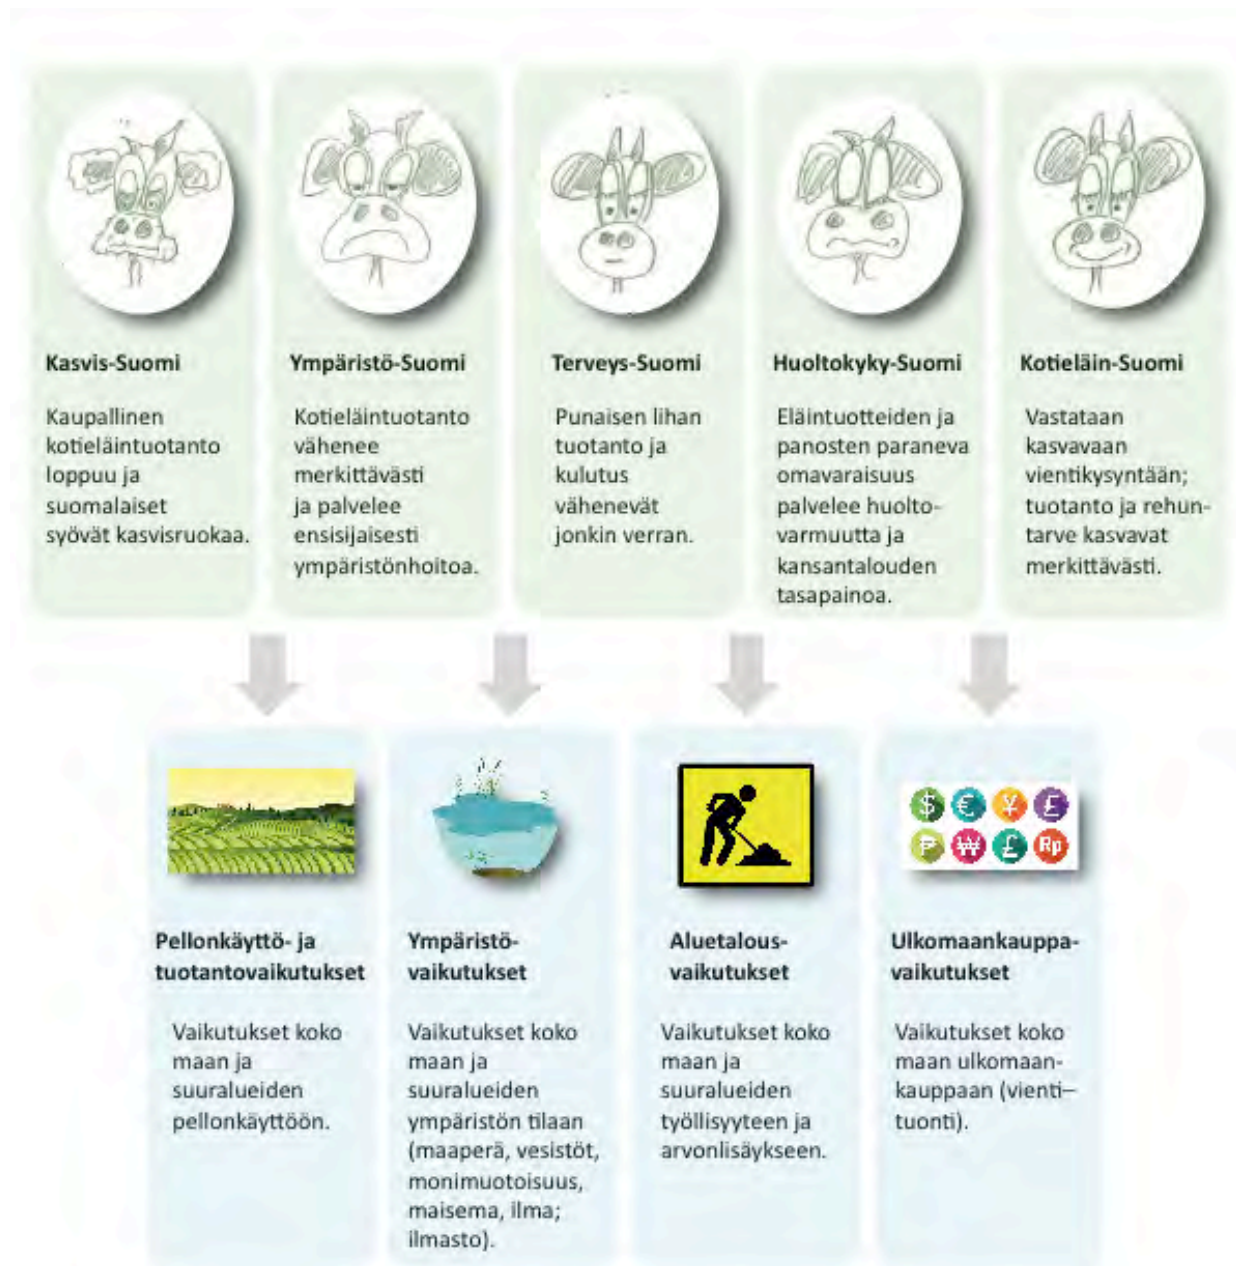 Kasvis-Suomi
Kaupallinen
kotieläintuotanto
loppuu ja
suomalaiset
syövät kasvisruokaa.
Ympäristö-Suomi
Kotieläintuotanto
vähenee
merkittävästi
ja palvelee
ensisijaisesti
ympäristönhoitoa.
Terveys-Suomi
Punaisen lihan
tuotanto ja
kulutus
vähenevät
jonkin verran.
Huoltokyky-Suomi
Eläintuotteiden ja
panosten paraneva
omavaraisuus
palvelee huolto-
varmuutta ja
kansantalouden
tasapainoa.
Kotieläin-Suomi
Vastataan
kasvavaan
vientikysyntään;
tuotanto ja rehun-
tarve kasvavat
merkittävästi.
$ € ¥ £
₱ ₩ £ Rp
Pellonkäyttö- ja
tuotantovaikutukset
Vaikutukset koko
maan ja
suuralueiden
pellonkäyttöön.
Ympäristö-
vaikutukset
Vaikutukset koko
maan ja
suuralueiden
ympäristön tilaan
(maaperä, vesistöt,
monimuotoisuus,
maisema, ilma;
ilmasto).
Aluetalous-
vaikutukset
Vaikutukset koko
maan ja
suuralueiden
työllisyyteen ja
arvonlisäykseen.
Ulkomaankauppa-
vaikutukset
Vaikutukset koko
maan ulkomaan-
kauppaan (vienti–
tuonti).